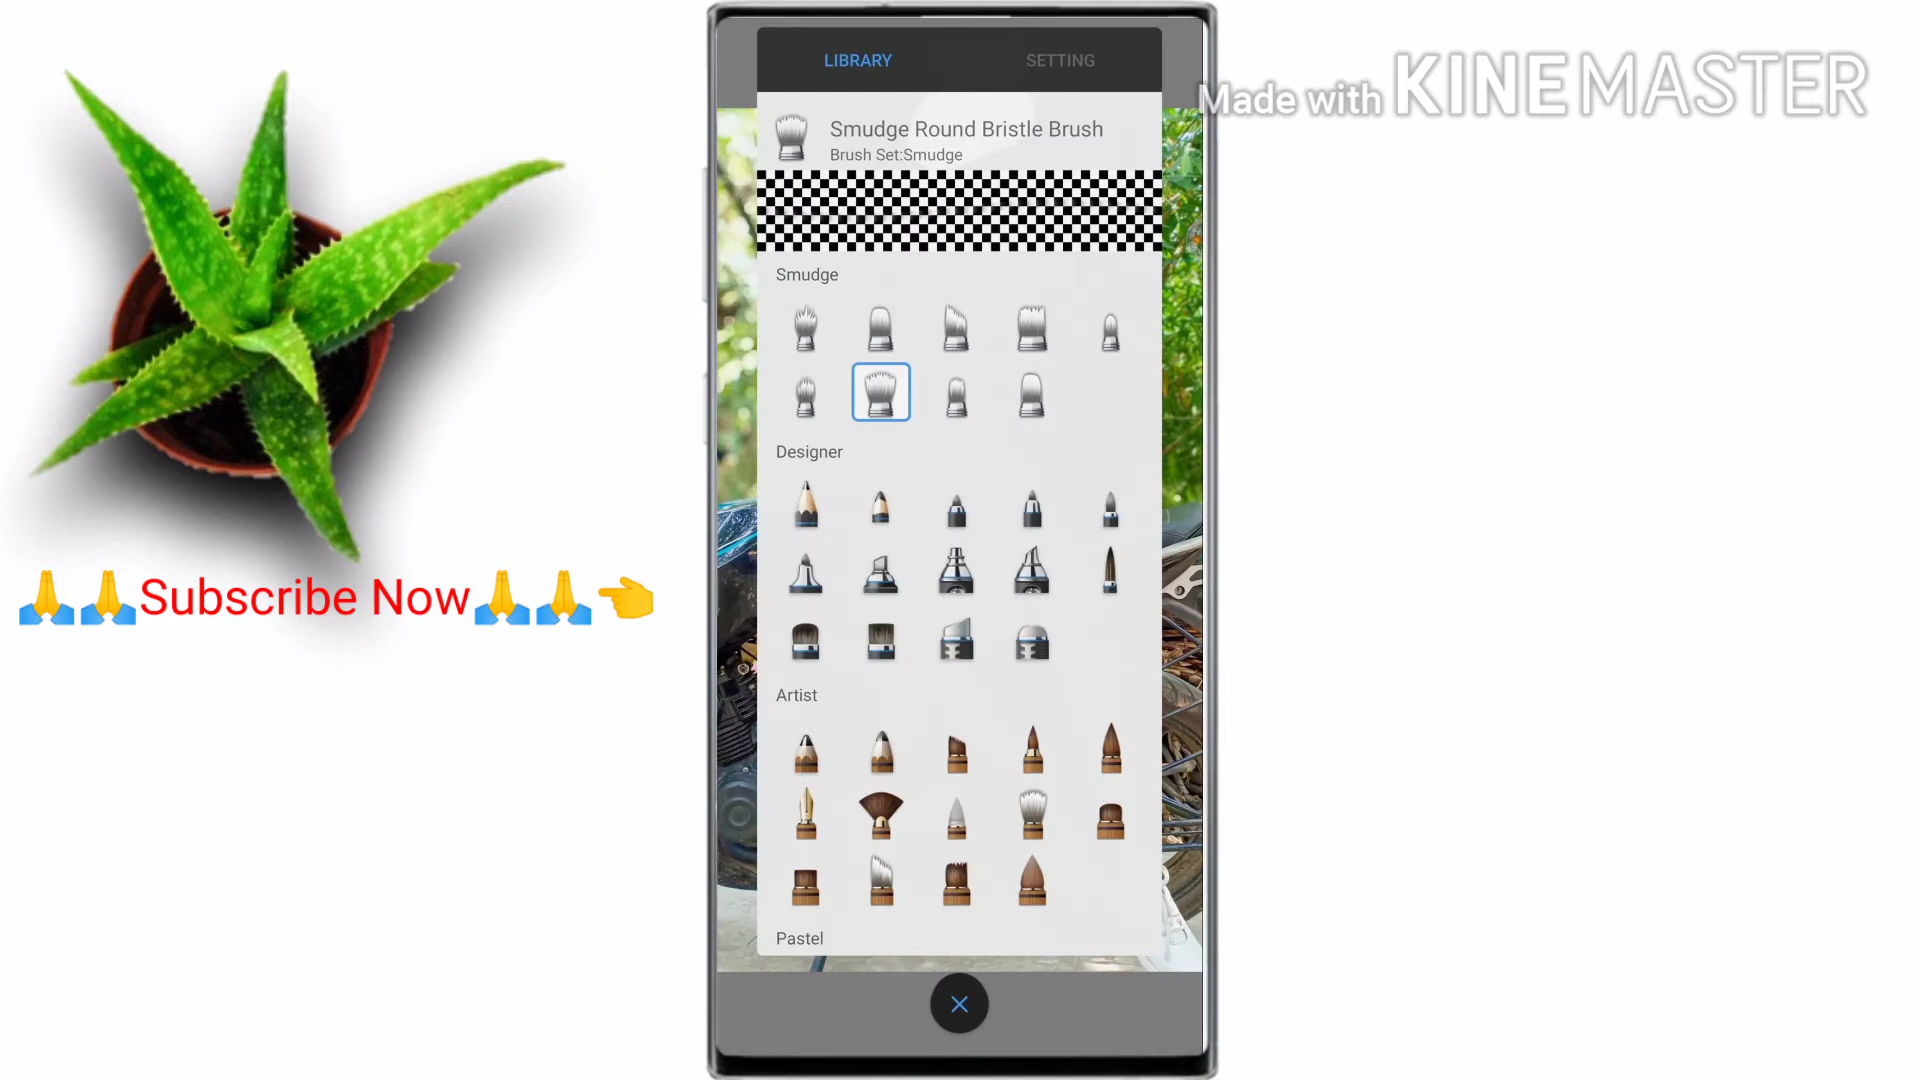 LIBRARY
SETTING
Made with KINEMASTER
Smudge Round Bristle Brush
Brush Set:Smudge
Smudge
Designer
🙏🙏Subscribe Now🙏🙏👈
Artist
Pastel